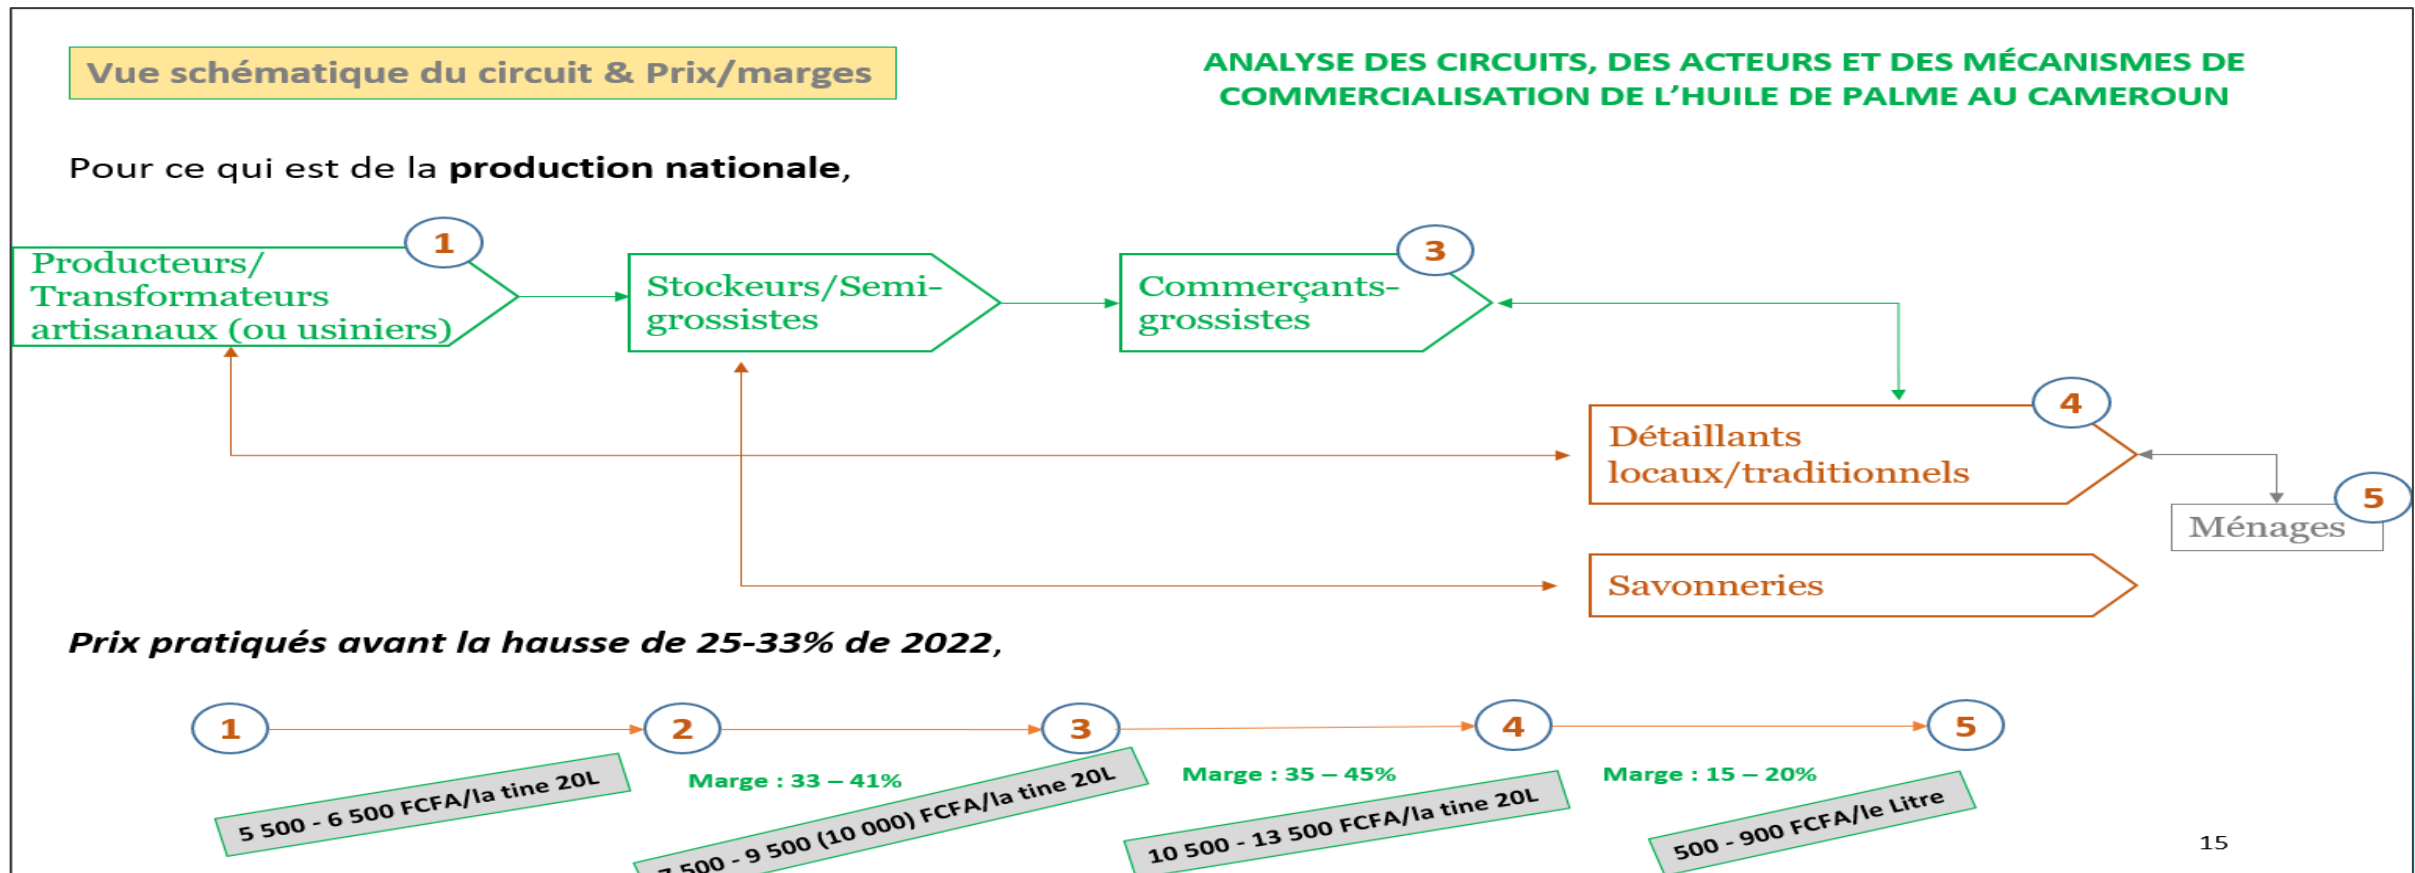 Vue schématique du circuit & Prix/marges
ANALYSE DES CIRCUITS, DES ACTEURS ET DES MÉCANISMES DE
COMMERCIALISATION DE L’HUILE DE PALME AU CAMEROUN
Pour ce qui est de la production nationale,
1
Producteurs/
Transformateurs
artisanaux (ou usiniers)
Stockeurs/Semi-
grossistes
3
Commerçants-
grossistes
4
Détaillants
locaux/traditionnels
5
Ménages
Savonneries
Prix pratiqués avant la hausse de 25-33% de 2022,
1
2
3
4
5
5 500 - 6 500 FCFA/la tine 20L
Marge : 33 – 41%
7 500 - 9 500 (10 000) FCFA/la tine 20L
Marge : 35 – 45%
10 500 - 13 500 FCFA/la tine 20L
Marge : 15 – 20%
500 - 900 FCFA/le Litre
15